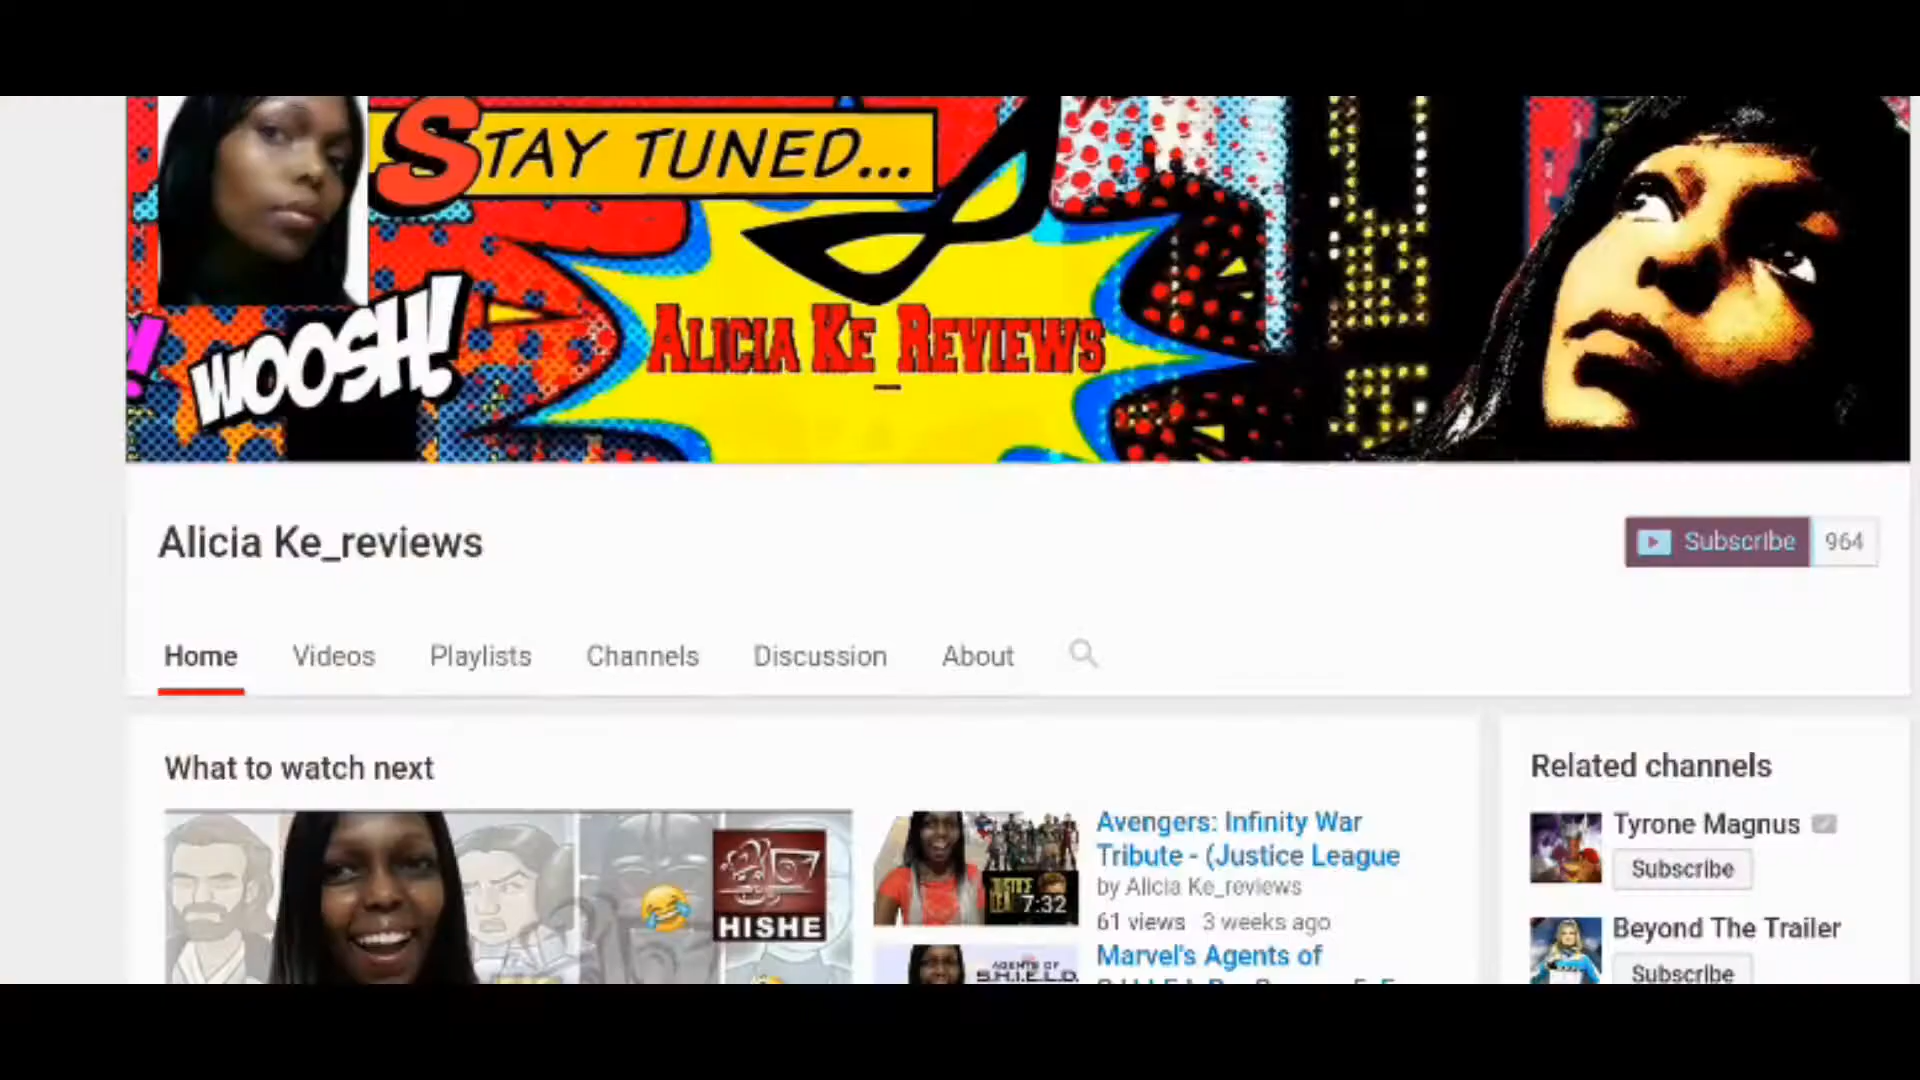 STAY TUNED...
WOOSH!
ALICIA KE_REVIEWS
Alicia Ke_reviews
Subscribe 964
Home Videos Playlists Channels Discussion About
What to watch next
HISHE
Avengers: Infinity War
Tribute - (Justice League
by Alicia Ke_reviews
61 views 3 weeks ago
7:32
Marvel's Agents of
AGENTS OF
S.H.I.E.L.D.
Related channels
Tyrone Magnus
Subscribe
Beyond The Trailer
Subscribe